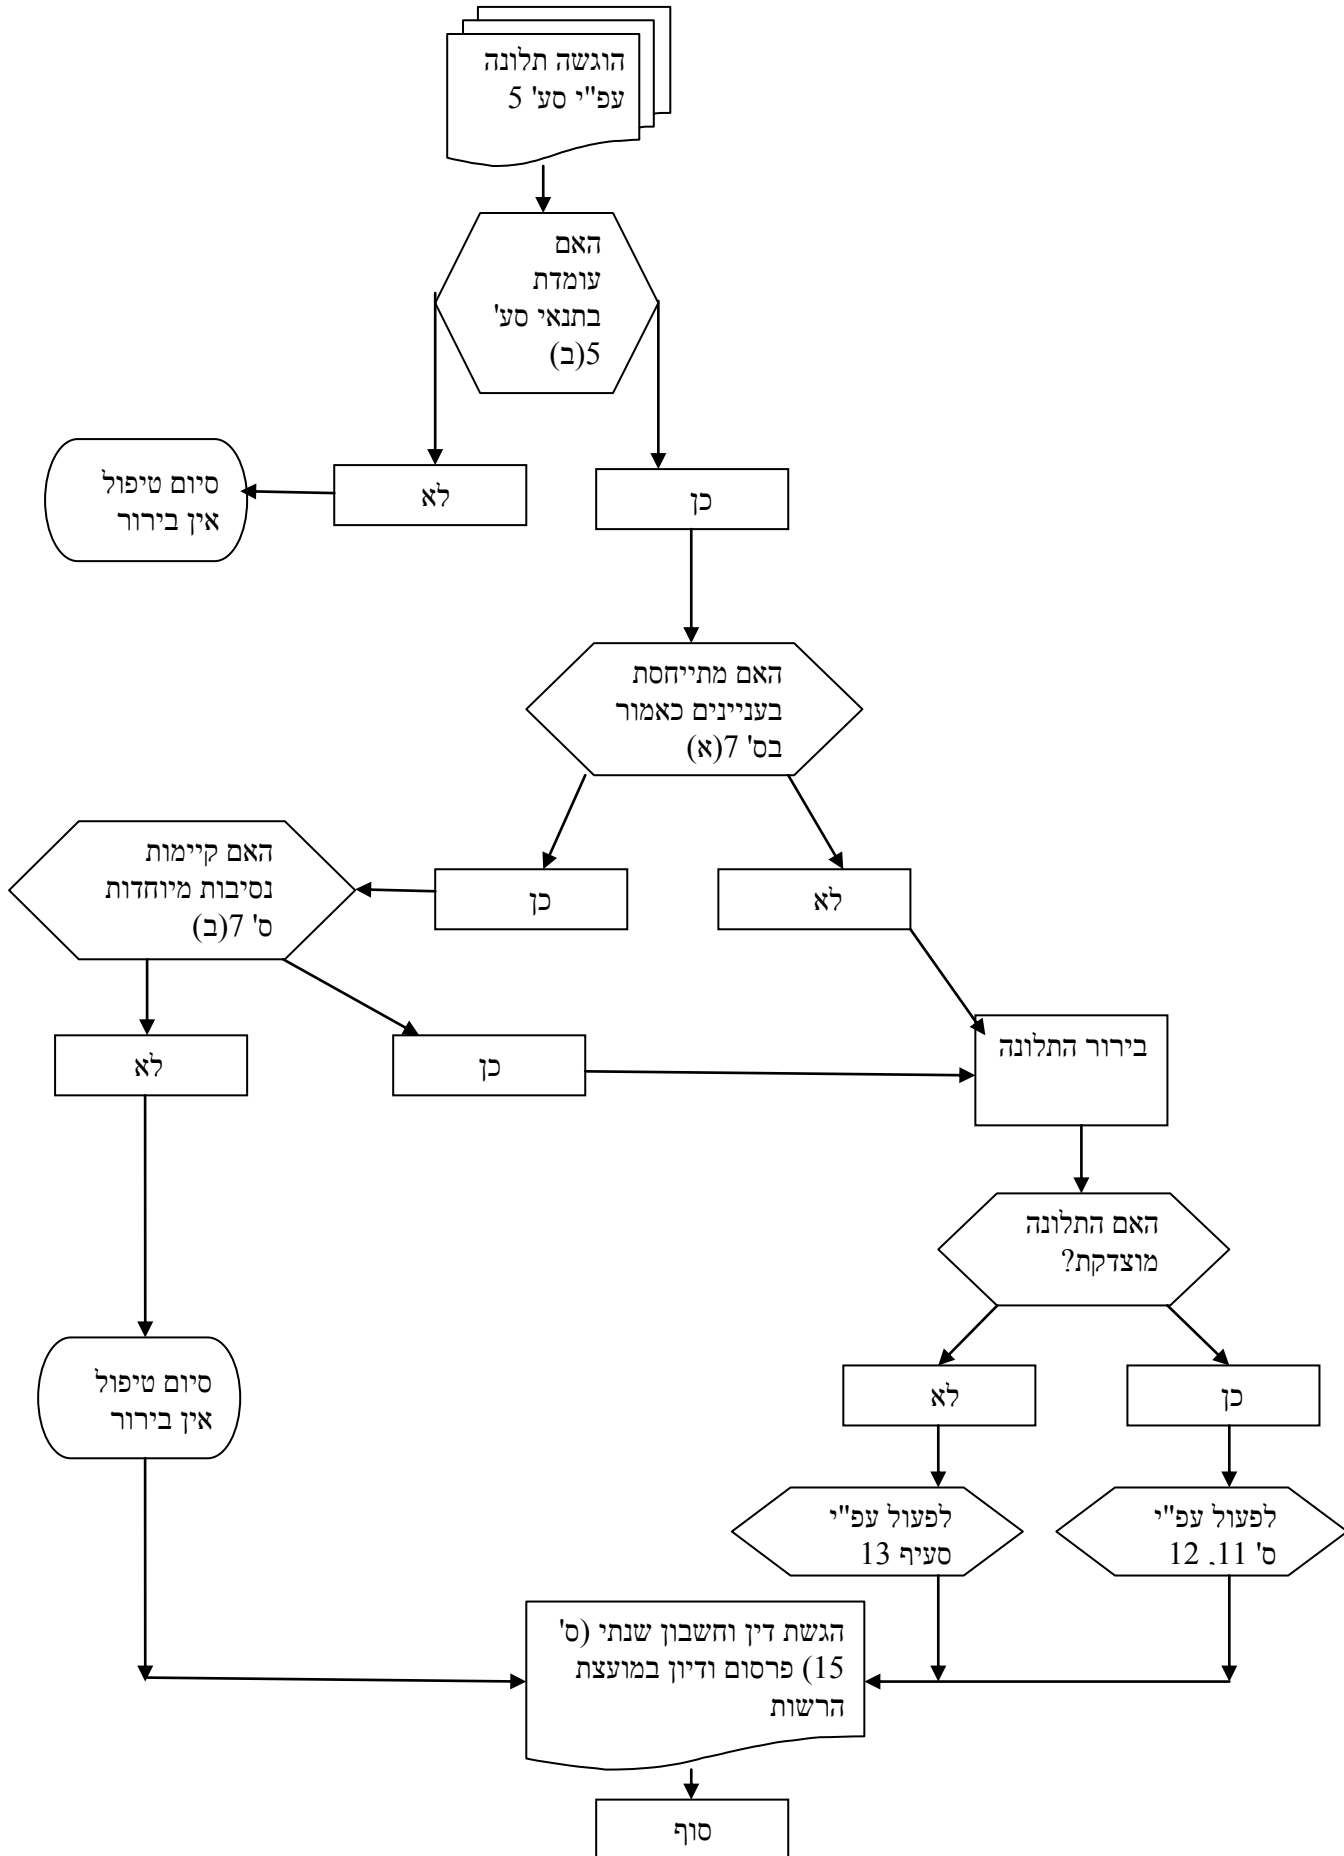 הוגשה תלונה
עפ"י סע' 5
האם
עומדת
בתנאי סע'
5(ב)
כן
לא
סיום טיפול
אין בירור
האם מתייחסת
בעניינים כאמור
בס' 7(א)
לא
כן
האם קיימות
נסיבות מיוחדות
ס' 7(ב)
כן
לא
בירור התלונה
האם התלונה
מוצדקת?
כן
לא
סיום טיפול
אין בירור
לפעול עפ"י
ס' 11, 12
לפעול עפ"י
סעיף 13
הגשת דין וחשבון שנתי (ס'
15) פרסום ודיון במועצת
הרשות
סוף